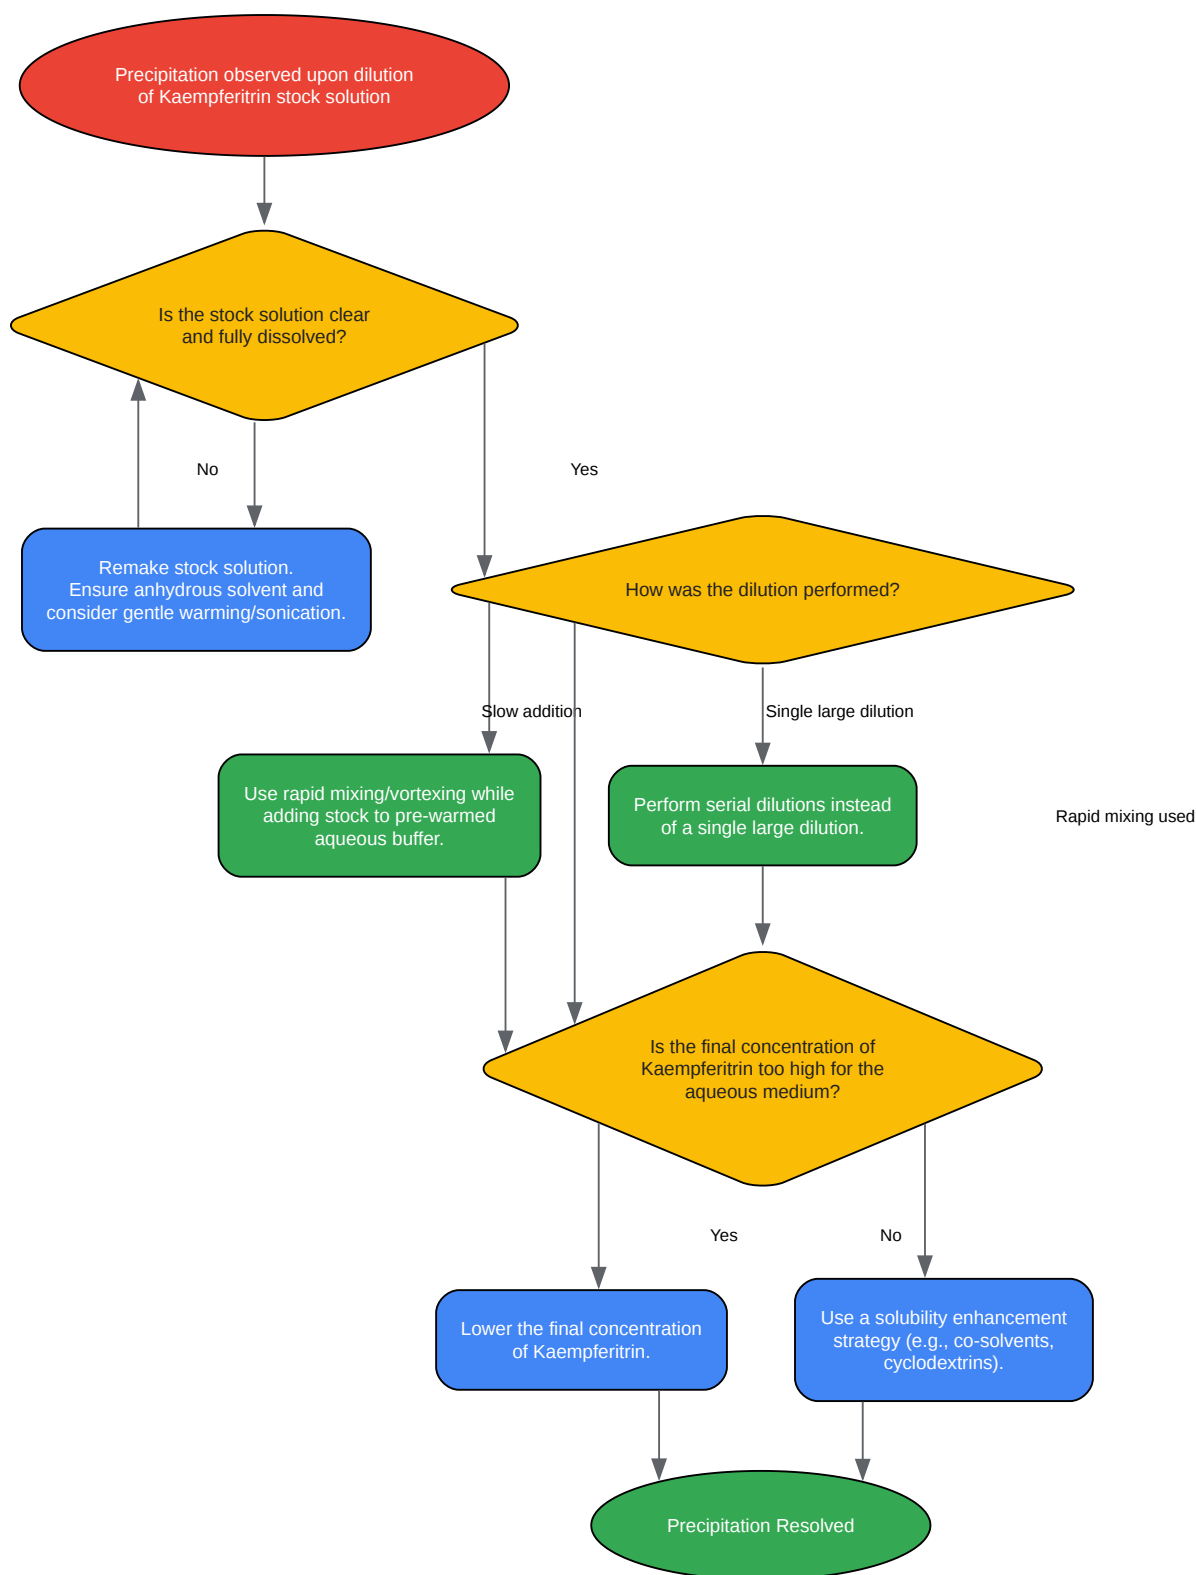 Precipitation observed upon dilution
of Kaempferitrin stock solution
Is the stock solution clear
and fully dissolved?
No
Yes
Remake stock solution.
Ensure anhydrous solvent and
consider gentle warming/sonication.
How was the dilution performed?
Slow addition
Single large dilution
Use rapid mixing/vortexing while
adding stock to pre-warmed
aqueous buffer.
Perform serial dilutions instead
of a single large dilution.
Rapid mixing used
Is the final concentration of
Kaempferitrin too high for the
aqueous medium?
Yes
No
Lower the final concentration
of Kaempferitrin.
Use a solubility enhancement
strategy (e.g., co-solvents,
cyclodextrins).
Precipitation Resolved